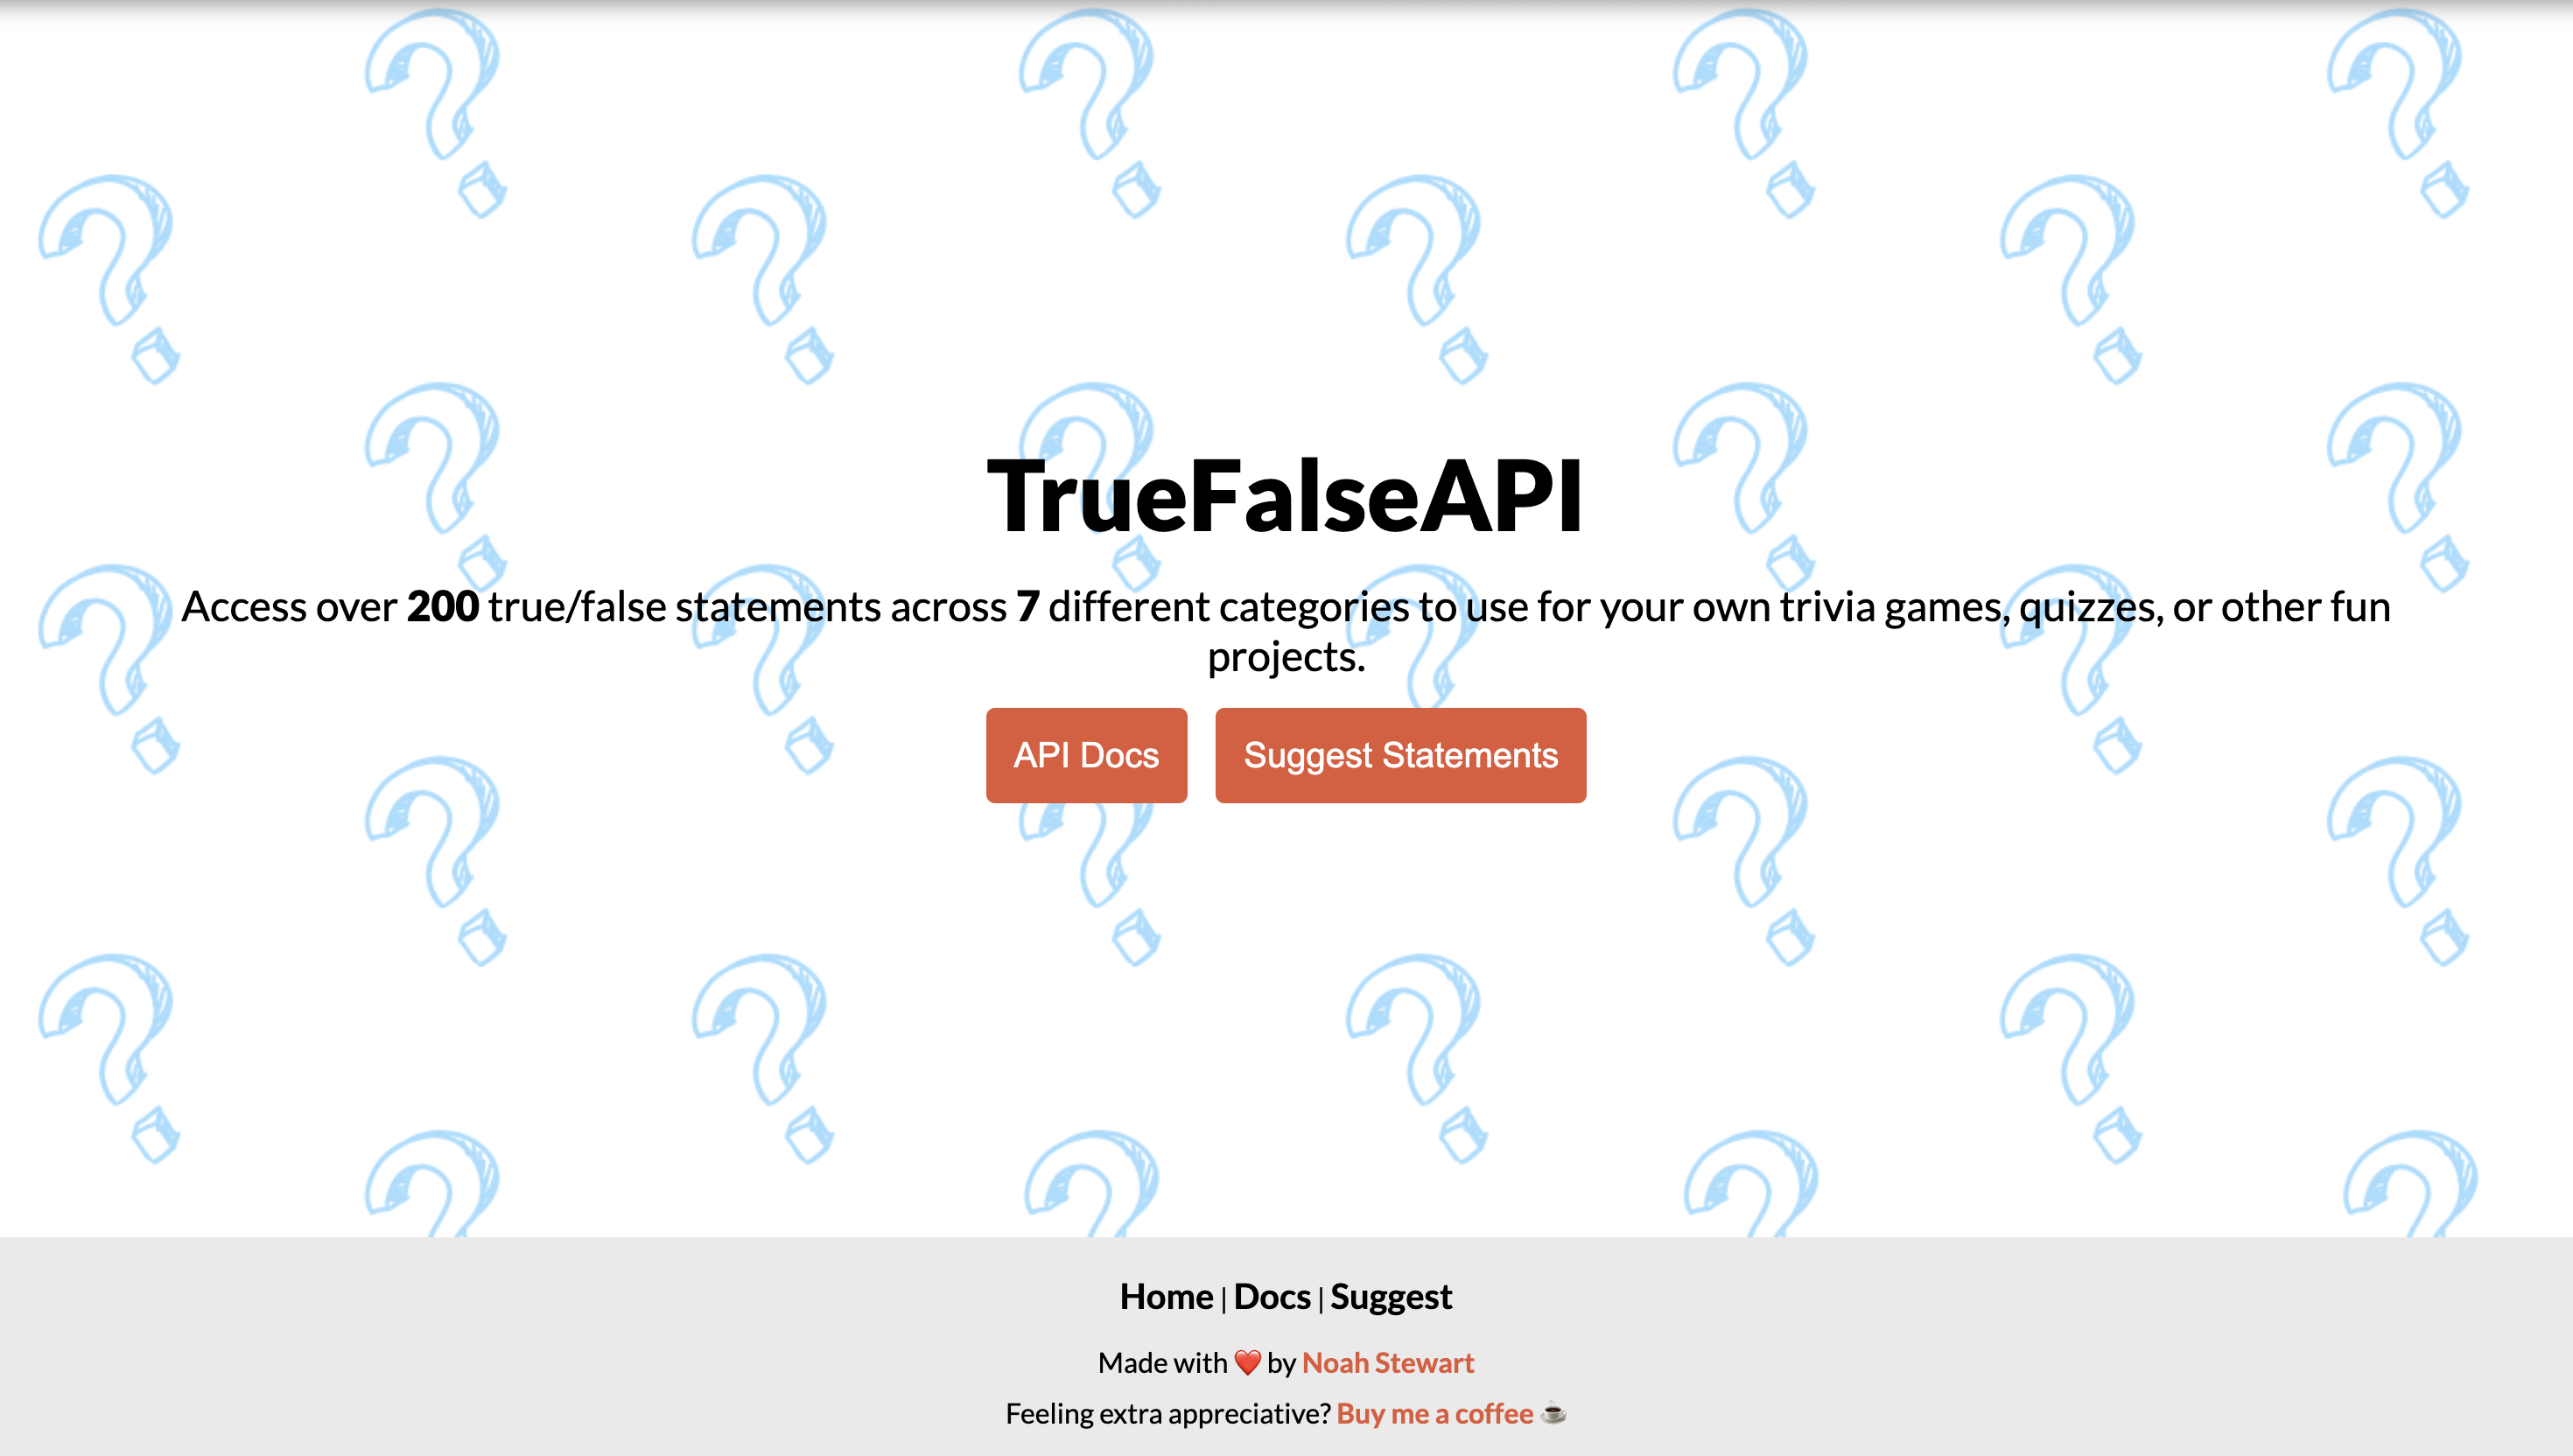 TrueFalseAPI
Access over 200 true/false statements across 7 different categories to use for your own trivia games, quizzes, or other fun
projects.
API Docs
Suggest Statements
Home | Docs | Suggest
Made with ❤️ by Noah Stewart
Feeling extra appreciative? Buy me a coffee ☕